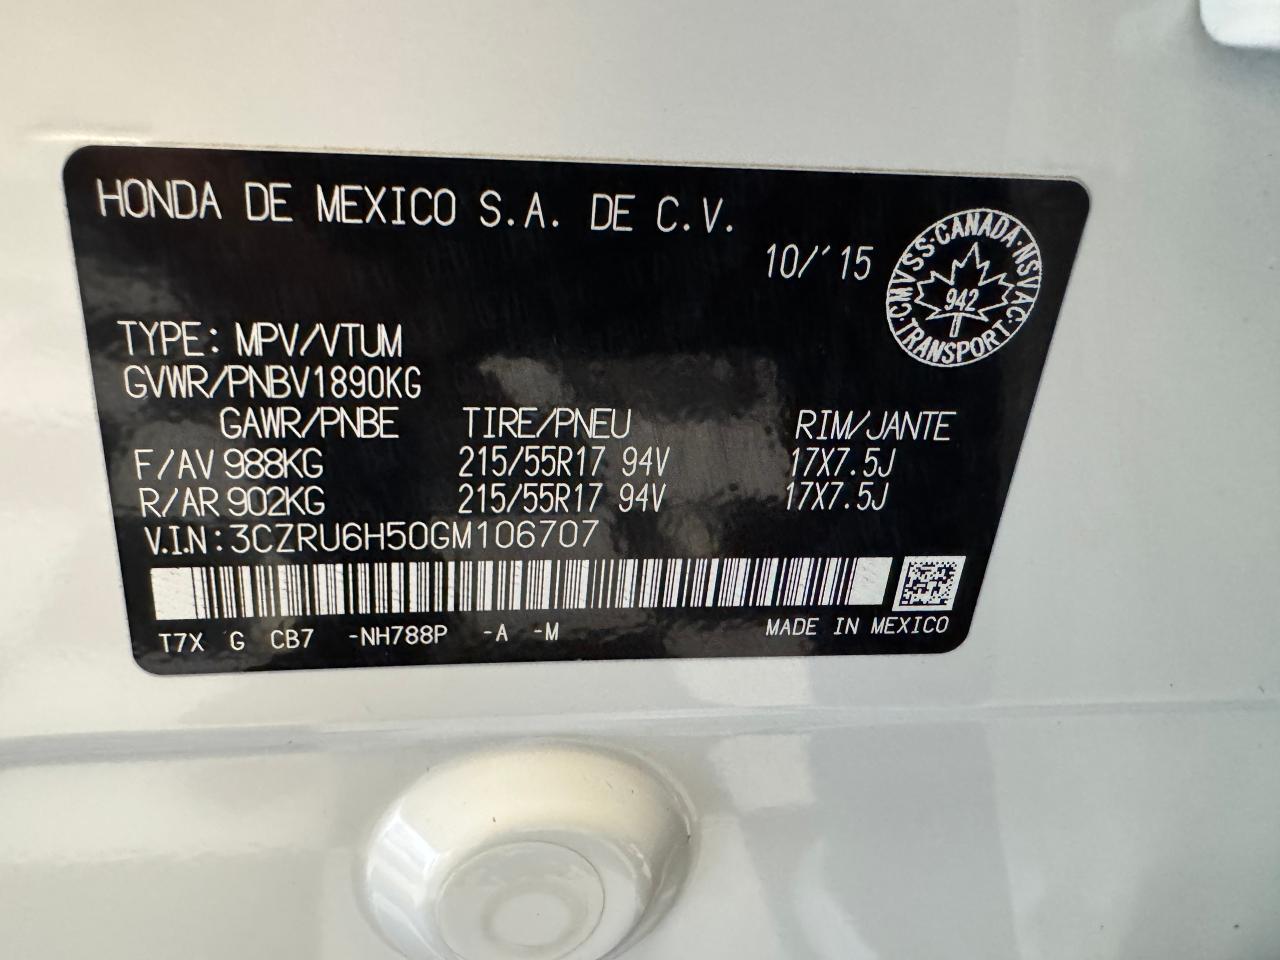 HONDA DE MEXICO S.A. DE C.V.
10/'15
CMVSS·CANADA·NSVAC·TRANSPORT·
942
TYPE: MPV/VTUM
GVWR/PNBV1890KG
GAWR/PNBE TIRE/PNEU RIM/JANTE
F/AV 988KG 215/55R17 94V 17X7.5J
R/AR 902KG 215/55R17 94V 17X7.5J
V.I.N:3CZRU6H50GM106707
T7X G CB7 -NH788P -A -M MADE IN MEXICO